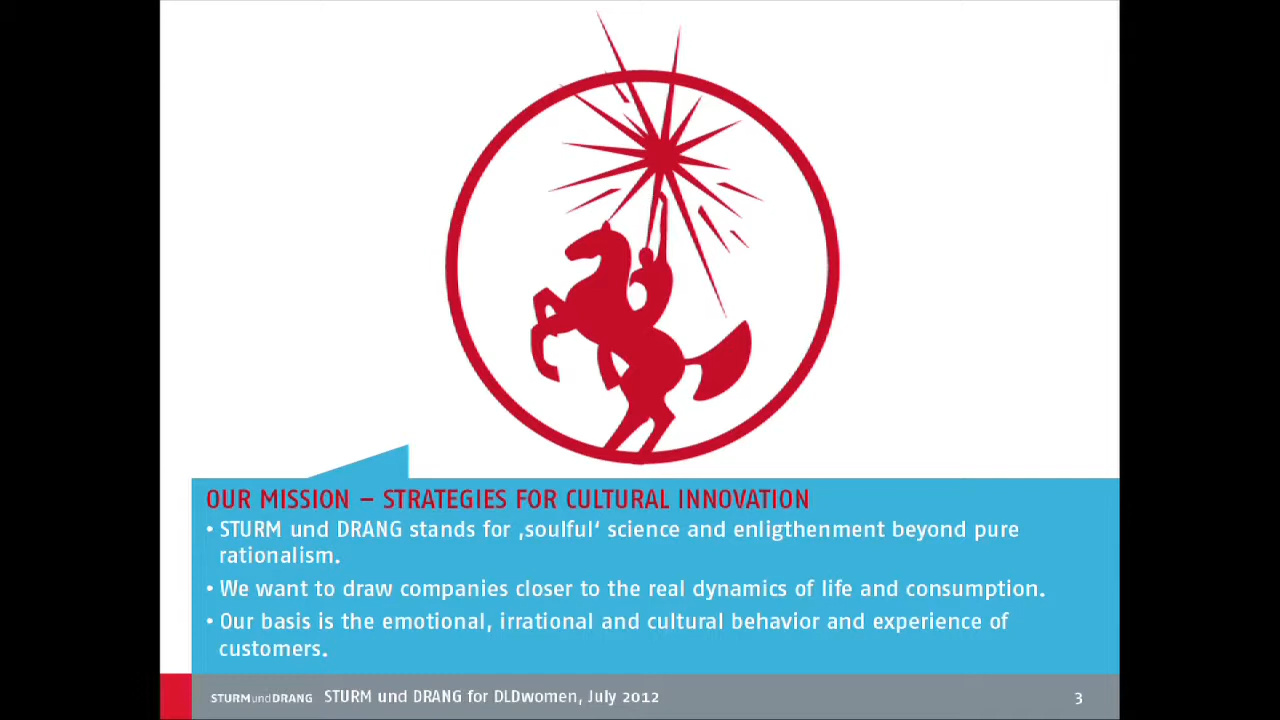 OUR MISSION – STRATEGIES FOR CULTURAL INNOVATION
• STURM und DRANG stands for ‚soulful‘ science and enligthenment beyond pure
rationalism.
• We want to draw companies closer to the real dynamics of life and consumption.
• Our basis is the emotional, irrational and cultural behavior and experience of
customers.
STURMundDRANG STURM und DRANG for DLDwomen, July 2012 3